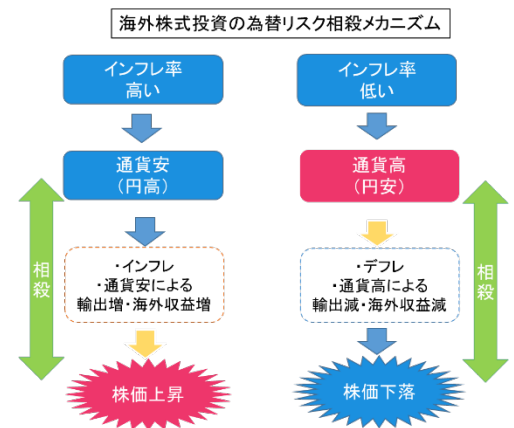 海外株式投資の為替リスク相殺メカニズム
インフレ率
高い
通貨安
（円高）
・インフレ
・通貨安による
輸出増・海外収益増
株価上昇
相殺
インフレ率
低い
通貨高
（円安）
・デフレ
・通貨高による
輸出減・海外収益減
株価下落
相殺